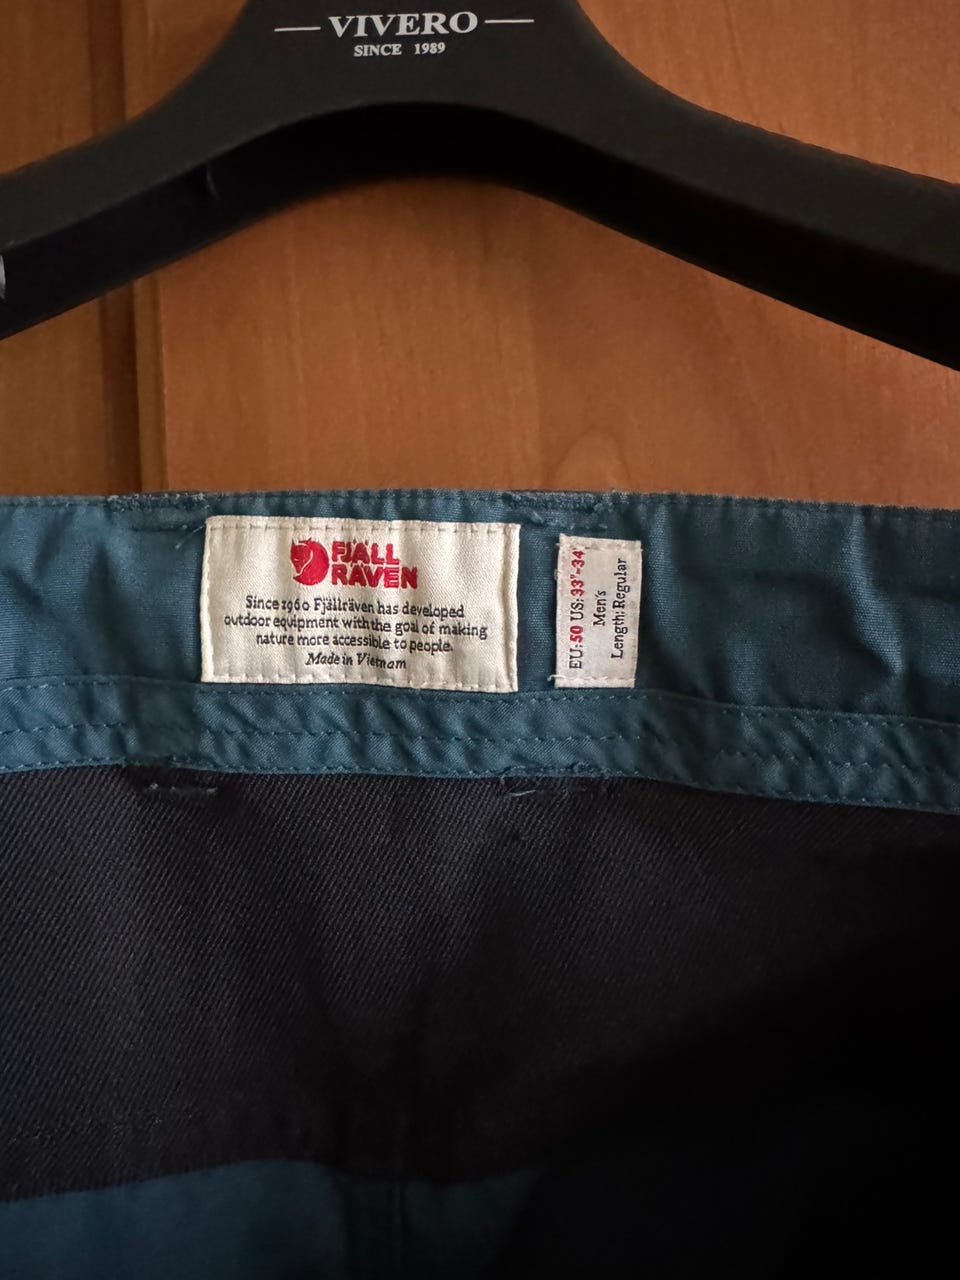 VIVERO
SINCE 1989
FJÄLL
RÄVEN
Since 1960 Fjällräven has developed
outdoor equipment with the goal of making
nature more accessible to people.
Made in Vietnam
EU:50 US:33"-34"
Men's
Length: Regular